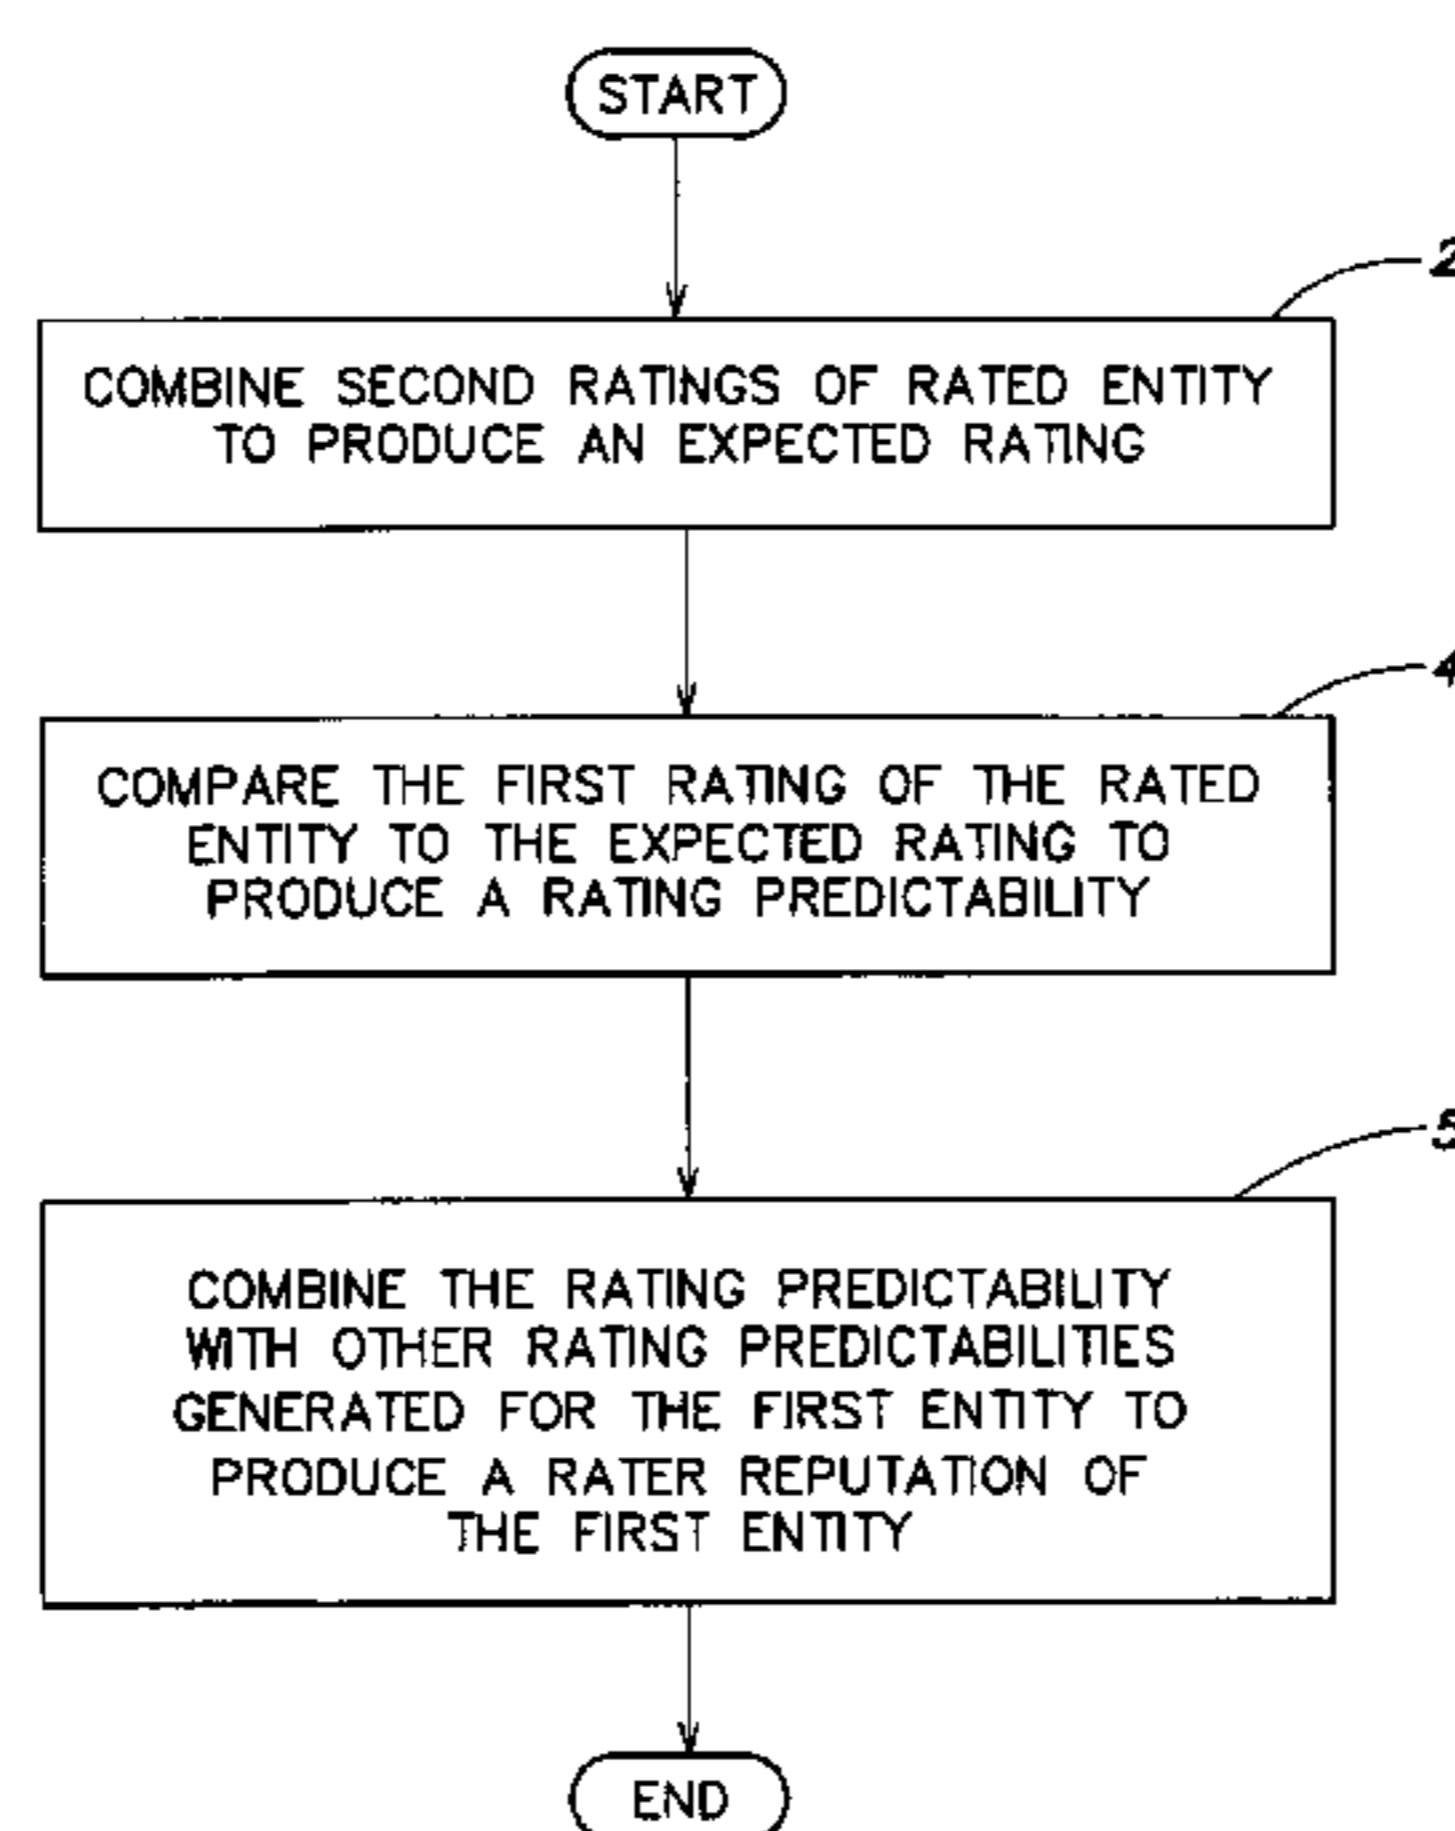 START
2
COMBINE SECOND RATINGS OF RATED ENTITY
TO PRODUCE AN EXPECTED RATING
4
COMPARE THE FIRST RATING OF THE RATED
ENTITY TO THE EXPECTED RATING TO
PRODUCE A RATING PREDICTABILITY
COMBINE THE RATING PREDICTABILITY
WITH OTHER RATING PREDICTABILITIES
GENERATED FOR THE FIRST ENTITY TO
PRODUCE A RATER REPUTATION OF
THE FIRST ENTITY
END